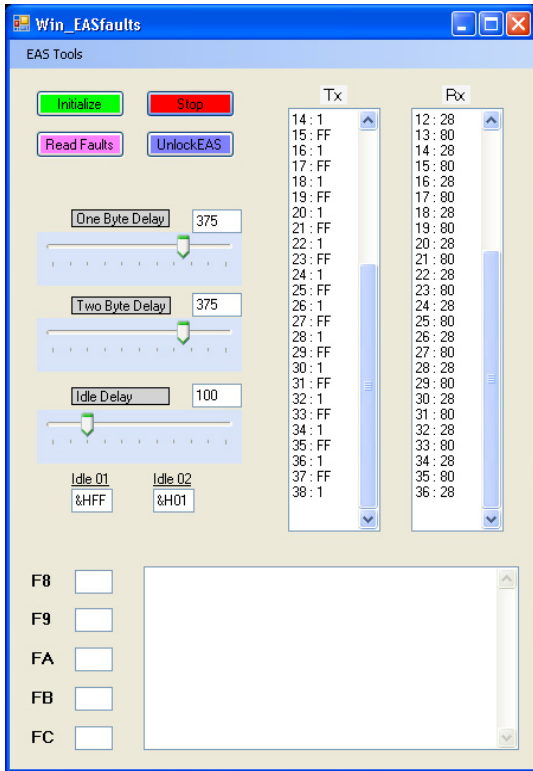 Win_EASfaults
EAS Tools
Initialize
Stop
Read Faults
UnlockEAS
One Byte Delay
375
Two Byte Delay
375
Idle Delay
100
Idle 01
Idle 02
&HFF
&H01
Tx
14 : 1
15 : FF
16 : 1
17 : FF
18 : 1
19 : FF
20 : 1
21 : FF
22 : 1
23 : FF
24 : 1
25 : FF
26 : 1
27 : FF
28 : 1
29 : FF
30 : 1
31 : FF
32 : 1
33 : FF
34 : 1
35 : FF
36 : 1
37 : FF
38 : 1
Rx
12 : 28
13 : 80
14 : 28
15 : 80
16 : 28
17 : 80
18 : 28
19 : 80
20 : 28
21 : 80
22 : 28
23 : 80
24 : 28
25 : 80
26 : 28
27 : 80
28 : 28
29 : 80
30 : 28
31 : 80
32 : 28
33 : 80
34 : 28
35 : 80
36 : 28
F8
F9
FA
FB
FC